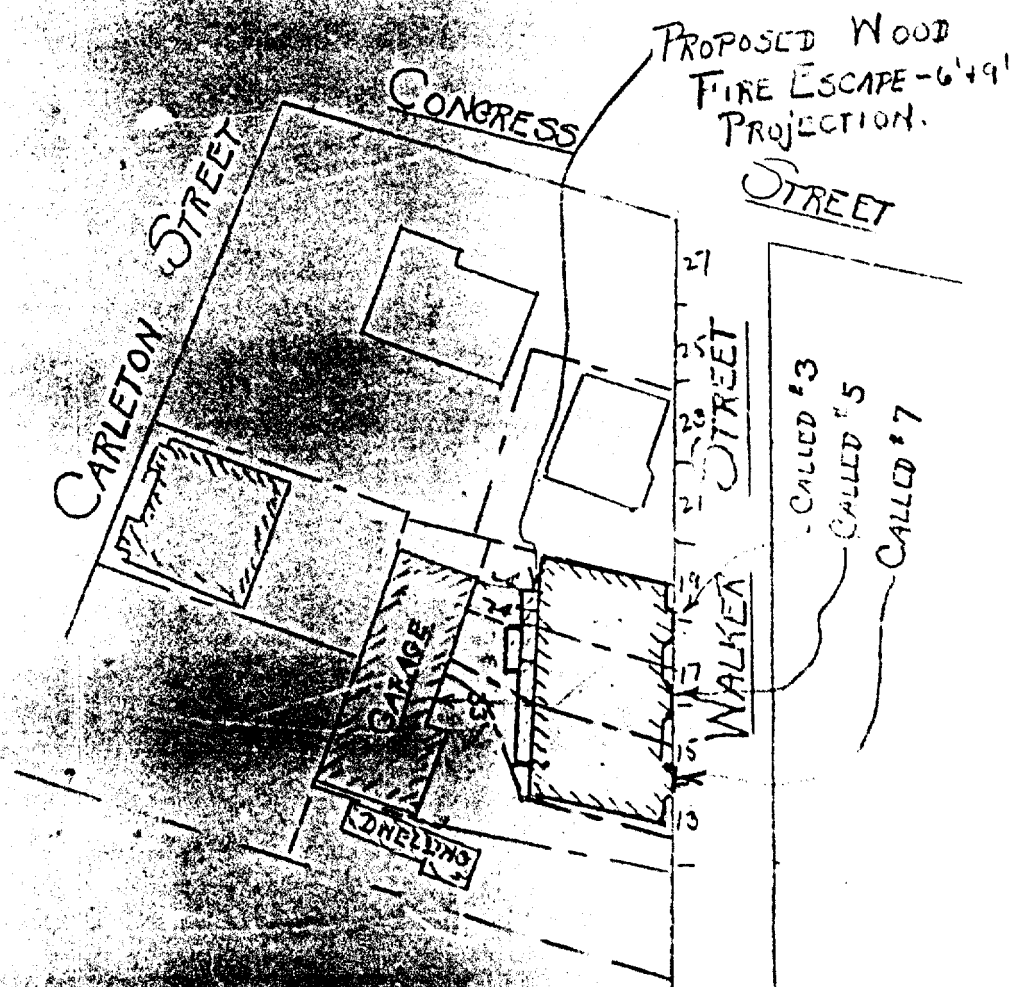 PROPOSED WOOD
FIRE ESCAPE-6'+9'
PROJECTION.
CONGRESS
STREET
CARLETON STREET
27
25
21
19
17
15
13
STREET
WALKER
CALLED #3
CALLED #5
CALLED #7
GARAGE
DWELLING